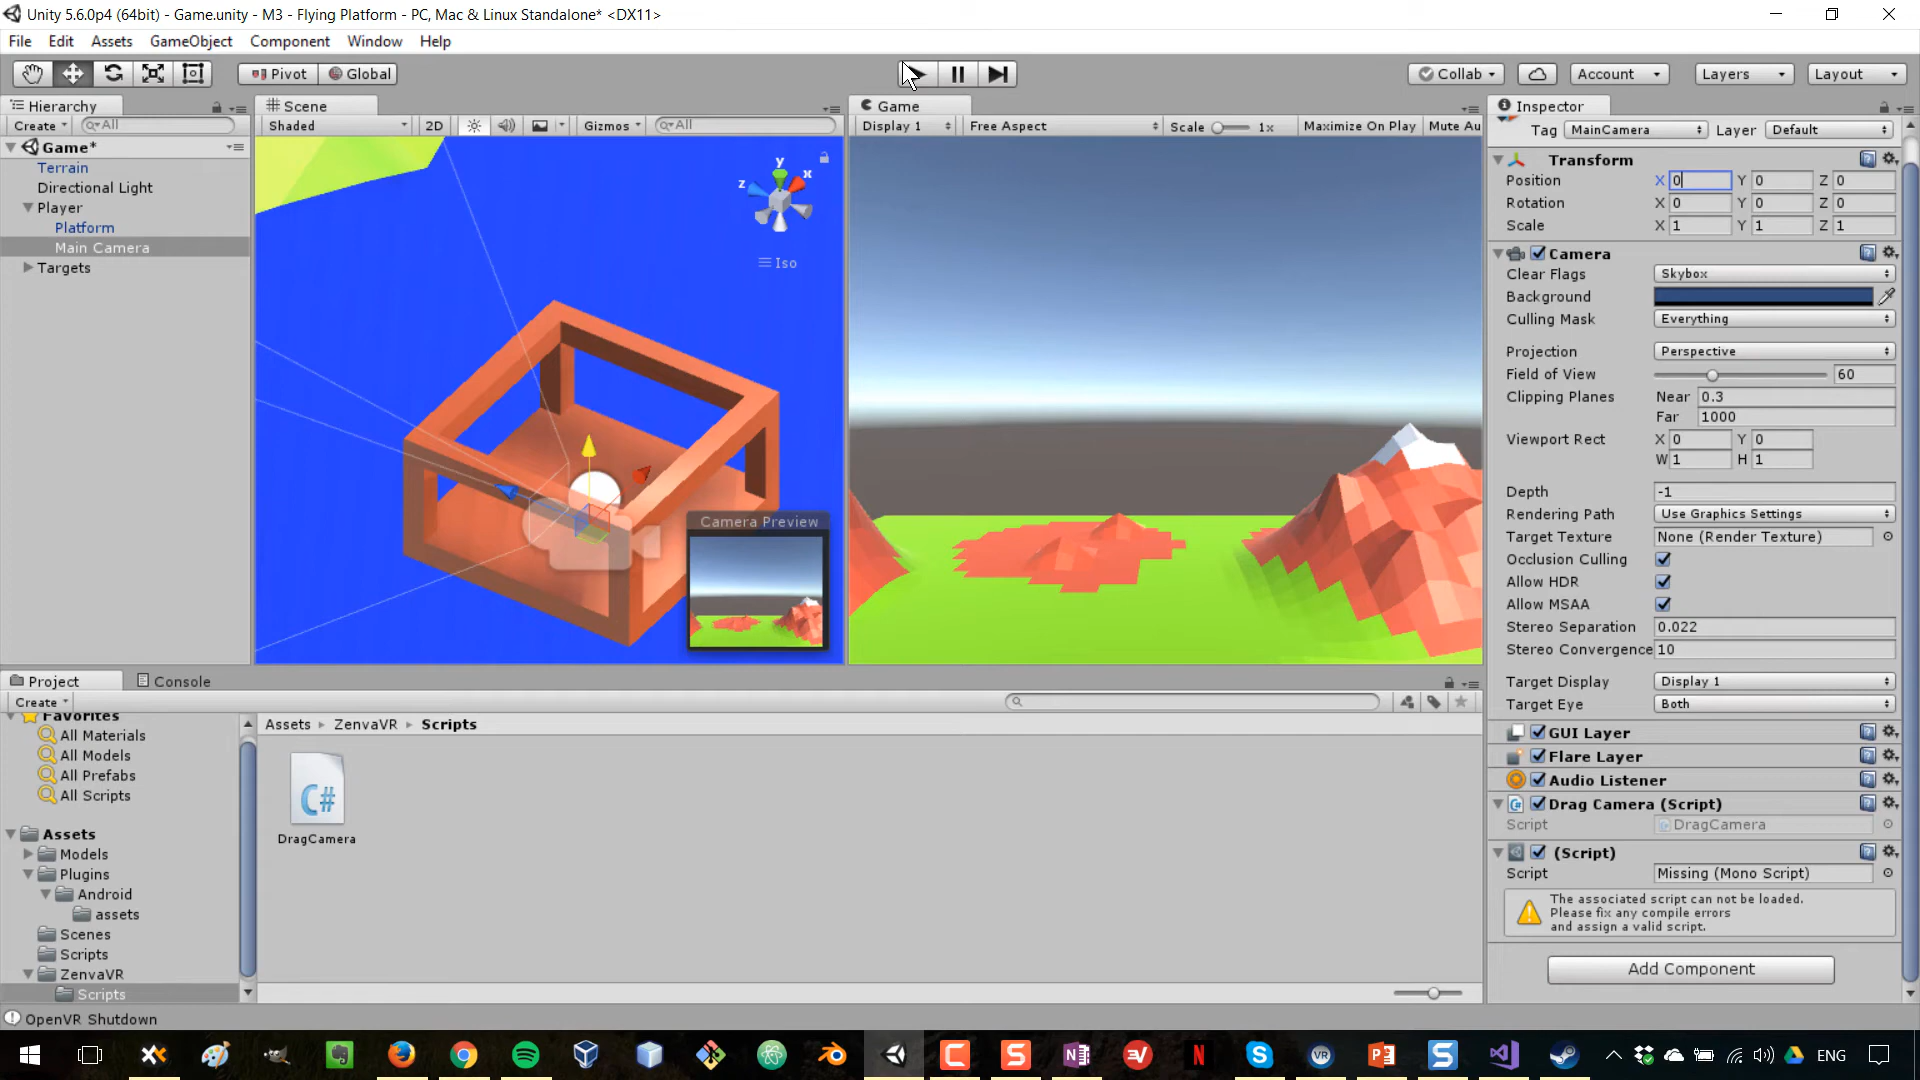 Unity 5.6.0p4 (64bit) - Game.unity - M3 - Flying Platform - PC, Mac & Linux Standalone* <DX11>
File Edit Assets GameObject Component Window Help
Pivot Global Collab Account Layers Layout
Hierarchy
Create All
Game*
Terrain
Directional Light
Player
Platform
Main Camera
Targets
Scene
Shaded 2D Gizmos All
y
x
z
Iso
Camera Preview
Game
Display 1 Free Aspect Scale 1x Maximize On Play Mute Au
Inspector
Tag MainCamera Layer Default
Transform
Position X 0 Y 0 Z 0
Rotation X 0 Y 0 Z 0
Scale X 1 Y 1 Z 1
Camera
Clear Flags Skybox
Background
Culling Mask Everything
Projection Perspective
Field of View 60
Clipping Planes Near 0.3
Far 1000
Viewport Rect X 0 Y 0
W 1 H 1
Depth -1
Rendering Path Use Graphics Settings
Target Texture None (Render Texture)
Occlusion Culling
Allow HDR
Allow MSAA
Stereo Separation 0.022
Stereo Convergence 10
Target Display Display 1
Target Eye Both
GUI Layer
Flare Layer
Audio Listener
Drag Camera (Script)
Script DragCamera
(Script)
Script Missing (Mono Script)
The associated script can not be loaded.
Please fix any compile errors
and assign a valid script.
Add Component
Project Console
Create
Favorites
All Materials
All Models
All Prefabs
All Scripts
Assets
Models
Plugins
Android
assets
Scenes
Scripts
ZenvaVR
Scripts
Assets ZenvaVR Scripts
C#
DragCamera
OpenVR Shutdown
ENG